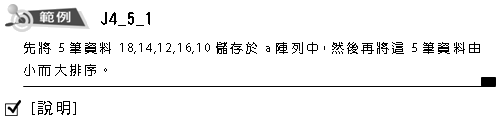 範例 J4_5_1
先將 5 筆資料 18,14,12,16,10 儲存於 a 陣列中，然後再將這 5 筆資料由
小而大排序。
[說明]